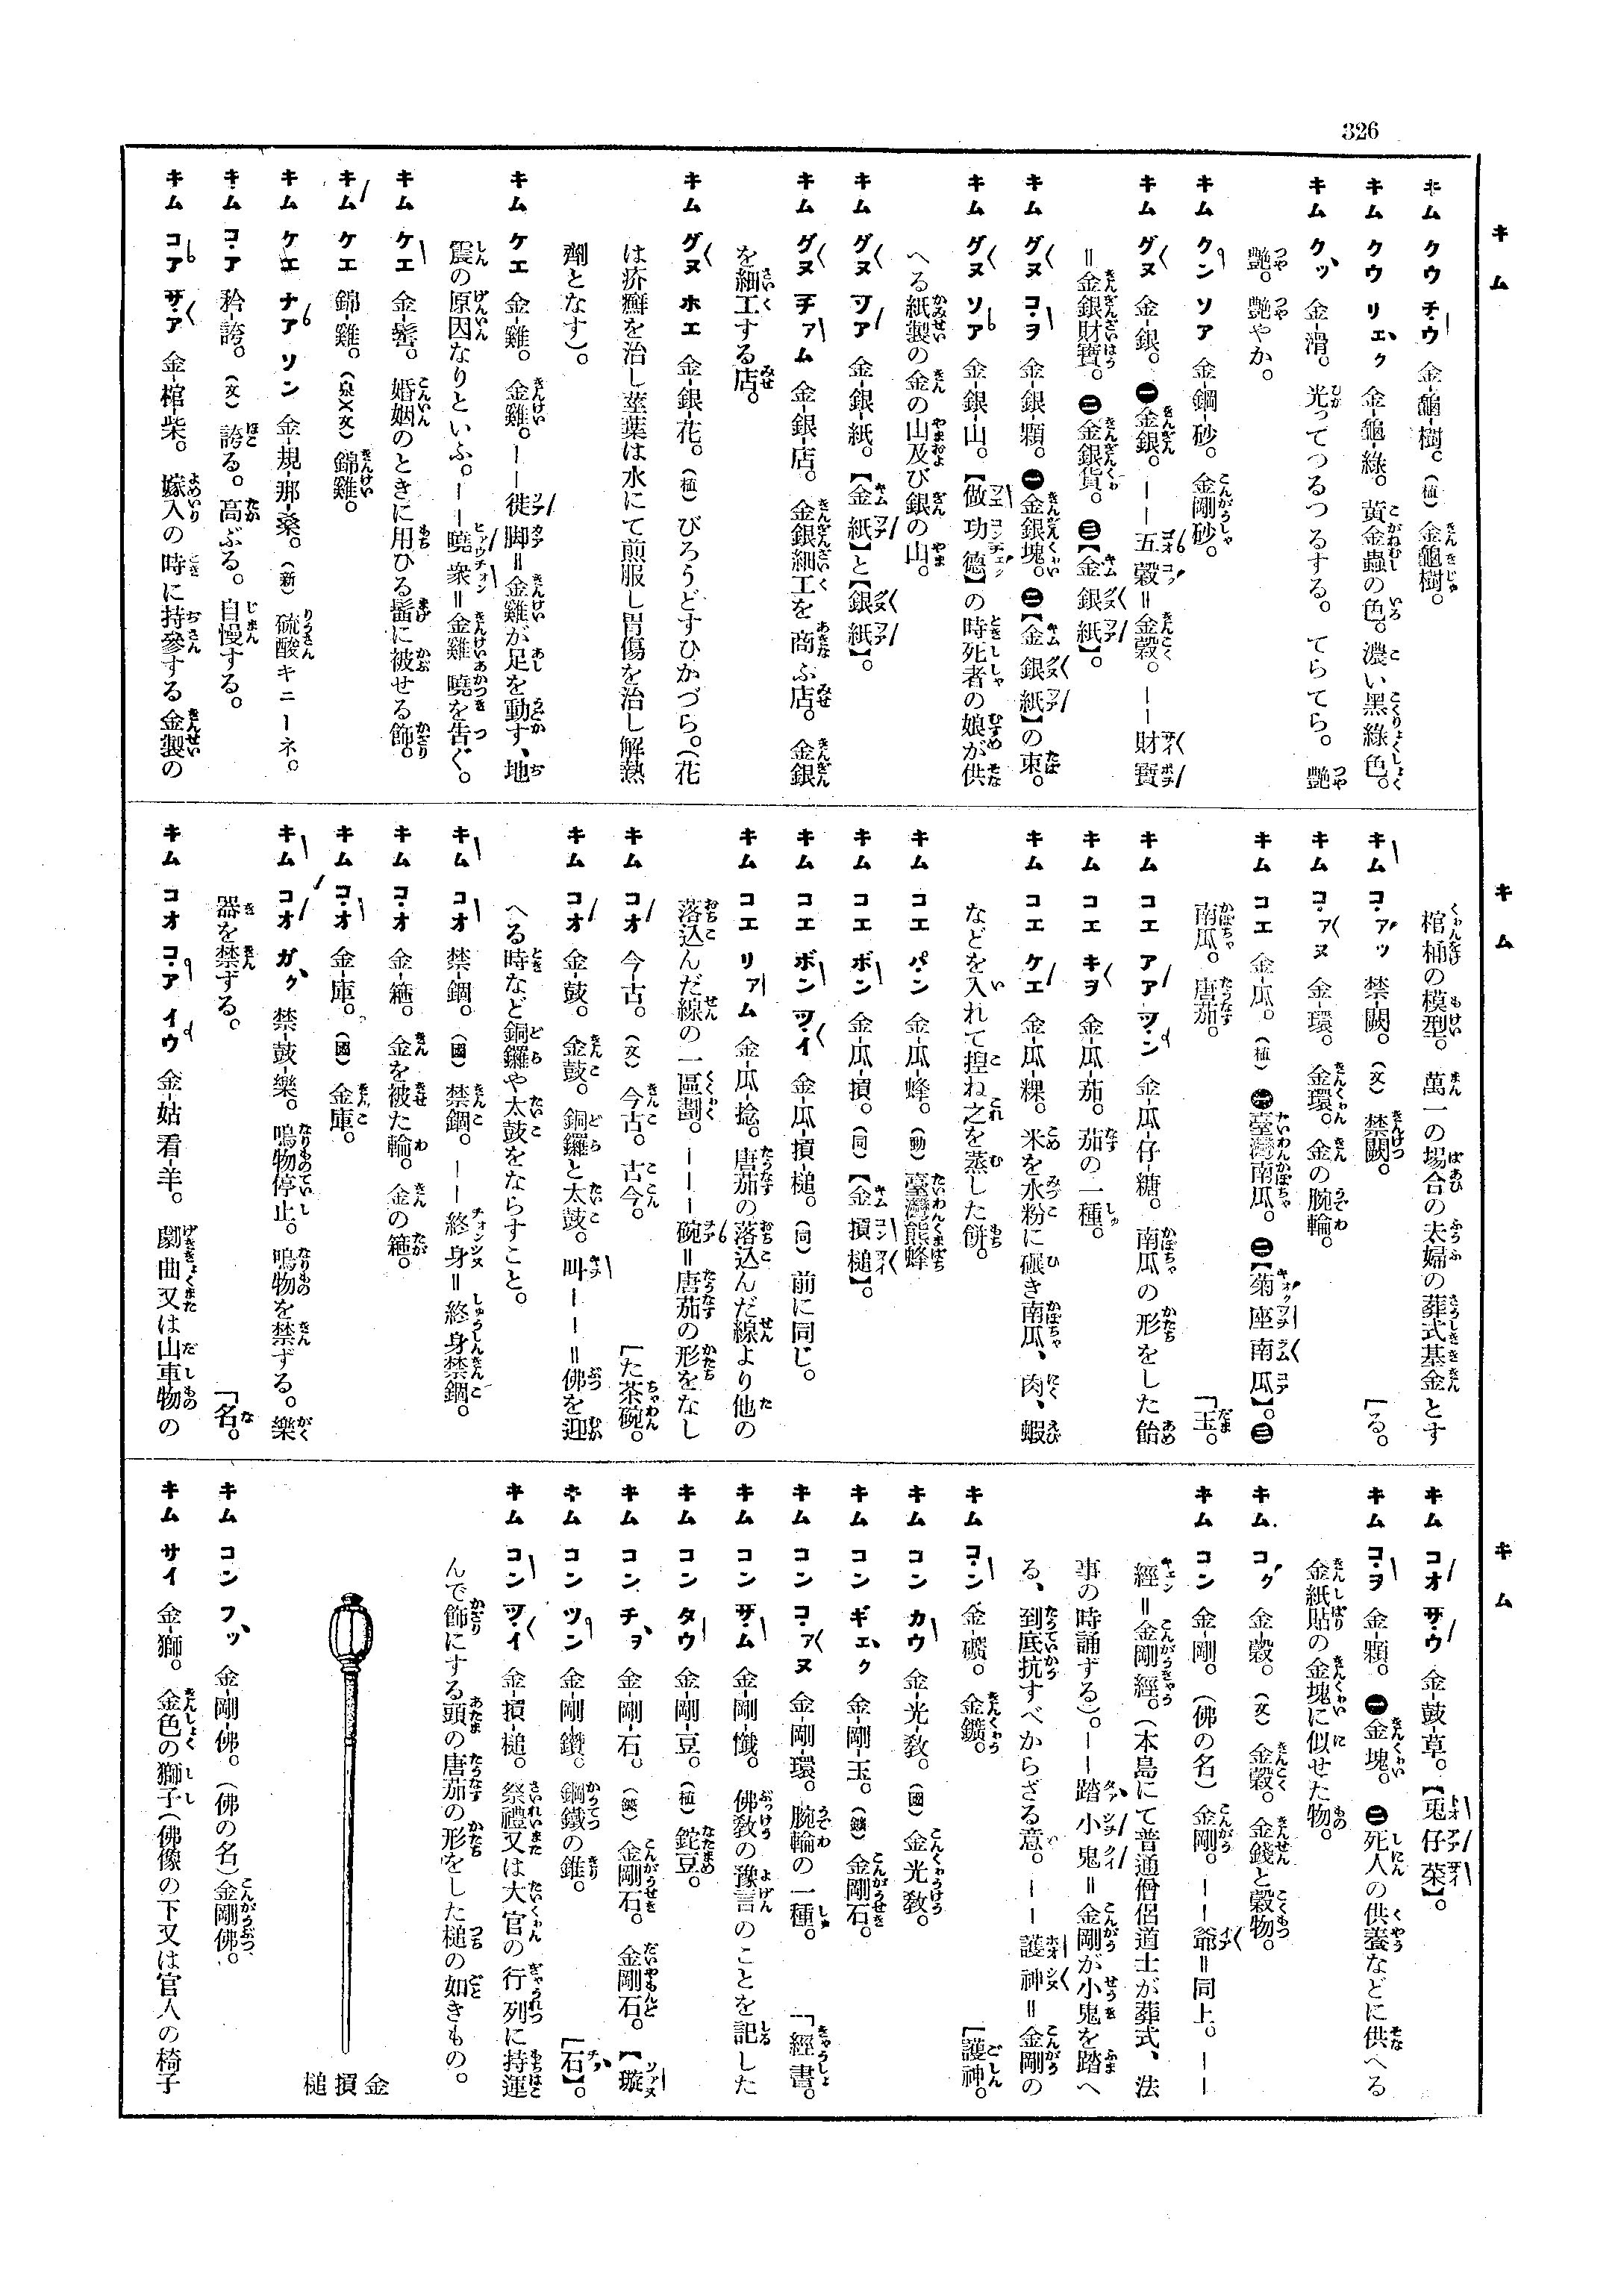 326
キム
キム クウ チウ 金-龜-樹。(植)金龜樹。
キム クウ リエク 金-龜-綠。黃金蟲の色。濃い黑綠色。
キム クッ 金-滑。光つてつるつるする。てらてら。艶
艶。艶やか。
キム クン ソア 金-鋼-砂。金剛砂。
キム グヌ 金-銀。㊀金銀。——五穀=金穀。——財寶
=金銀財寶。㊁金銀貨。㊂【金銀紙】。
キム グヌ コヲ 金-銀-顆。㊀金銀塊。㊁【金銀紙】の束。
キム グヌ ソア 金-銀-山。【做功德】の時死者の娘が供
へる紙製の金の山及び銀の山。
キム グヌ ツア 金-銀-紙。【金紙】と【銀紙】。
キム グヌ チアム 金-銀-店。金銀細工を商ふ店。金銀
を細工する店。
キム グヌ ホエ 金-銀-花。(植)びろうどすひかづら。(花
は疥癬を治し莖葉は水にて煎服し胃傷を治し解熱
劑となす)。
キム ケエ 金-雞。金雞。——徙脚=金雞が足を動す、地
震の原因なりといふ。——曉衆=金雞曉を告ぐ。
キム ケエ 金-髻。婚姻のときに用ひる髷に被せる飾。
キム ケエ 錦-雞。(泉×文)錦雞。
キム ケエ ナア ソン 金-規-那-桑。(新)硫酸キニーネ。
キム コア 矜-誇。(文)誇る。高ぶる。自慢する。
キム コア サア 金-棺-柴。嫁入の時に持參する金製の
キム
棺桶の模型。萬一の場合の夫婦の葬式基金とす
キム コアッ 禁-闕。(文)禁闕。 「る。
キム コアヌ 金-環。金環。金の腕輪。
キム コエ 金-瓜。(植)㊀臺灣南瓜。㊁【菊座南瓜】。㊂
南瓜。唐茄。 「玉。
キム コエ アア ツン 金-瓜-仔-糖。南瓜の形をした飴
キム コエ キヲ 金-瓜-茄。茄の一種。
キム コエ ケエ 金-瓜-粿。米を水粉に碾き南瓜、肉、蝦
などを入れて揑ね之を蒸した餅。
キム コエ パン 金-瓜-蜂。(動)臺灣熊蜂
キム コエ ボン 金-瓜-摃。(同)【金摃槌】。
キム コエ ボン ツイ 金-瓜-摃-槌。(同)前に同じ。
キム コエ リアム 金-瓜-捻。唐茄の落込んだ線より他の
落込んだ線の一區劃。———碗=唐茄の形をなし
キム コオ 今-古。(文)今古。古今。 「た茶碗。
キム コオ 金-鼓。金鼓。銅鑼と太鼓。叫——=佛を迎
へる時など銅鑼や太鼓をならすこと。
キム コオ 禁-錮。(國)禁錮。——終身=終身禁錮。
キム コオ 金-箍。金を被た輪。金の箍。
キム コオ 金-庫。(國)金庫。
キム コオ ガク 禁-鼓-樂。鳴物停止。鳴物を禁ずる。樂
器を禁ずる。 「名。
キム コオ コア イウ 金-姑-看-羊。劇曲又は山車物の
キム
キム コオ サウ 金-鼓-草。【兎仔菜】。
キム コヲ 金-顆。㊀金塊。㊁死人の供養などに供へる
金紙貼の金塊に似せた物。
キム コク 金-穀。(文)金穀。金錢と穀物。
キム コン 金-剛。(佛の名)金剛。——爺=同上。——
經=金剛經。(本島にて普通僧侶道士が葬式、法
事の時誦ずる)。——踏小鬼=金剛が小鬼を踏へ
る、到底抗すべからざる意。——護神=金剛の
キム コン 金-礦。金鑛。 「護神。
キム コン カウ 金-光-敎。(國)金光敎。
キム コン ギエク 金-剛-玉。(鑛)金剛石。
キム コン コアヌ 金-剛-環。腕輪の一種。 「經書。
キム コン サム 金-剛-懺。佛敎の豫言のことを記した
キム コン タウ 金-剛-豆。(植)鉈豆。
キム コン チヲ 金-剛-石。(鑛)金剛石。金剛石。【璇
キム コン ツン 金-剛-鑽。鋼鐵の錐。 「石】。
キム コン ツイ 金-摃-槌。祭禮又は大官の行列に持運
んで飾にする頭の唐茄の形をした槌の如きもの。
金摃槌
キム コン フッ 金-剛-佛。(佛の名)金剛佛。
キム サイ 金-獅。金色の獅子(佛像の下又は官人の椅子